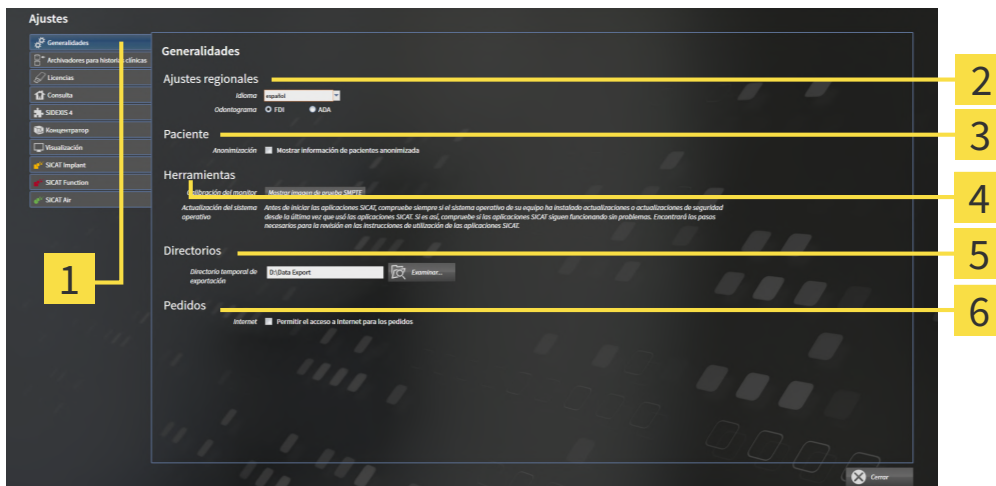 Ajustes
Generalidades
Archivadores para historias clínicas
Licencias
Consulta
SIDEXIS 4
Концентратор
Visualización
SICAT Implant
SICAT Function
SICAT Air
1
Generalidades
Ajustes regionales
2
Idioma español
Odontograma FDI ADA
Paciente
3
Anonimización Mostrar información de pacientes anonimizada
Herramientas
4
Calibración del monitor Mostrar imagen de prueba SMPTE
Actualización del sistema operativo
Antes de iniciar las aplicaciones SICAT, compruebe siempre si el sistema operativo de su equipo ha instalado actualizaciones o actualizaciones de seguridad
desde la última vez que usó las aplicaciones SICAT. Si es así, compruebe si las aplicaciones SICAT siguen funcionando sin problemas. Encontrará los pasos
necesarios para la revisión en las instrucciones de utilización de las aplicaciones SICAT.
Directorios
5
Directorio temporal de exportación D:\Data Export Examinar...
Pedidos
6
Internet Permitir el acceso a Internet para los pedidos
Cerrar